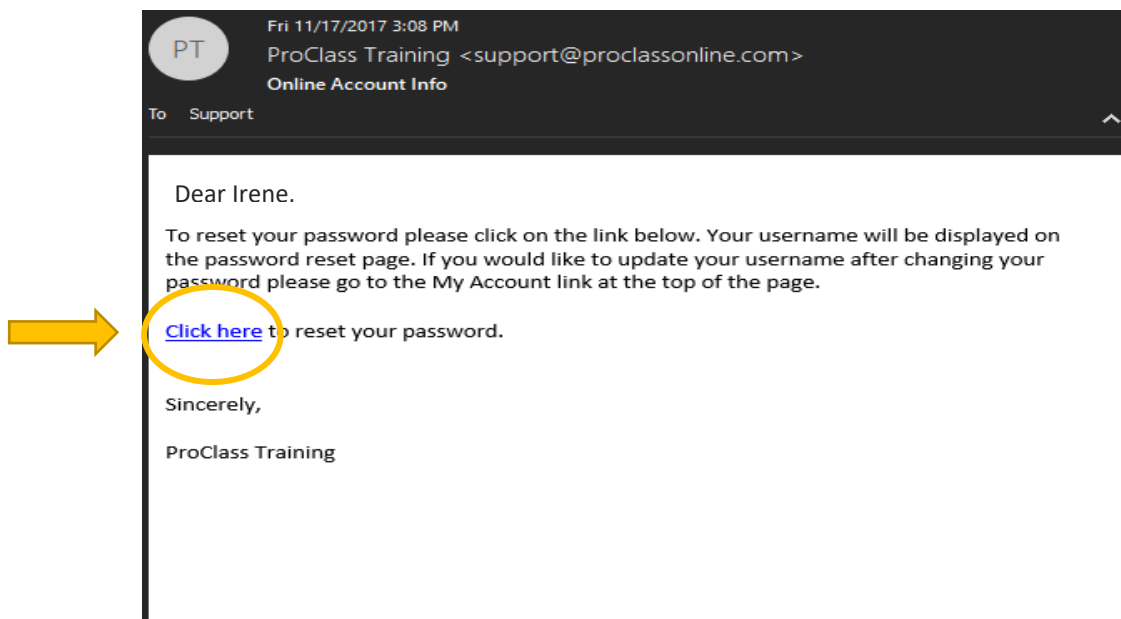 PT
Fri 11/17/2017 3:08 PM
ProClass Training <support@proclassonline.com>
Online Account Info
To Support
Dear Irene.
To reset your password please click on the link below. Your username will be displayed on
the password reset page. If you would like to update your username after changing your
password please go to the My Account link at the top of the page.
Click here to reset your password.
Sincerely,
ProClass Training